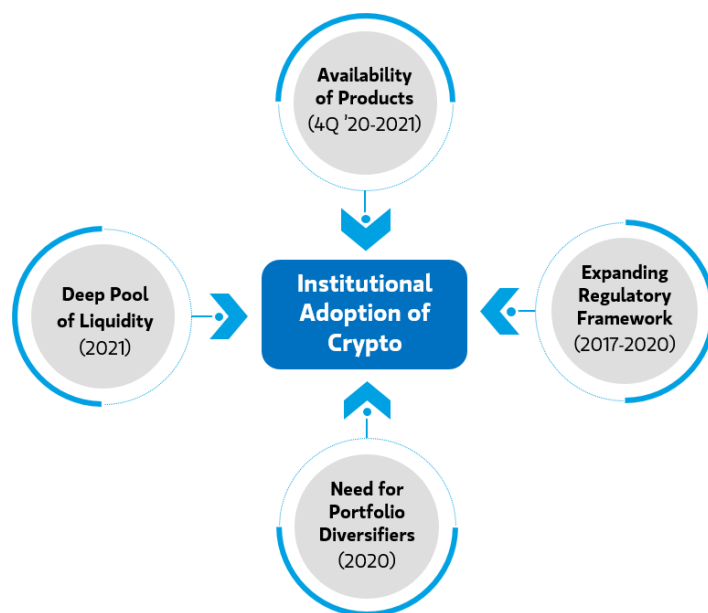 Availability
of Products
(4Q '20-2021)
Deep Pool
of Liquidity
(2021)
Institutional
Adoption of
Crypto
Expanding
Regulatory
Framework
(2017-2020)
Need for
Portfolio
Diversifiers
(2020)